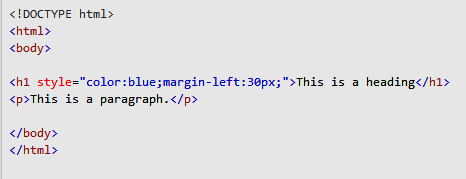 <!DOCTYPE html>
<html>
<body>
<h1 style="color:blue;margin-left:30px;">This is a heading</h1>
<p>This is a paragraph.</p>
</body>
</html>